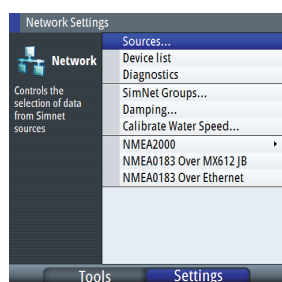 Network Settings
Network
Controls the
selection of data
from Simnet
sources
Sources...
Device list
Diagnostics
SimNet Groups...
Damping...
Calibrate Water Speed...
NMEA2000
NMEA0183 Over MX612 JB
NMEA0183 Over Ethernet
Tools
Settings